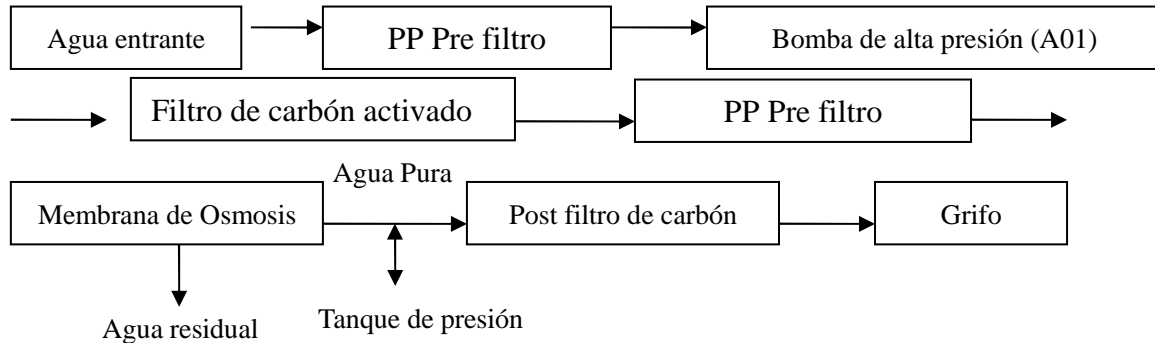 Agua entrante
PP Pre filtro
Bomba de alta presión (A01)
Filtro de carbón activado
PP Pre filtro
Agua Pura
Membrana de Osmosis
Post filtro de carbón
Grifo
Agua residual
Tanque de presión